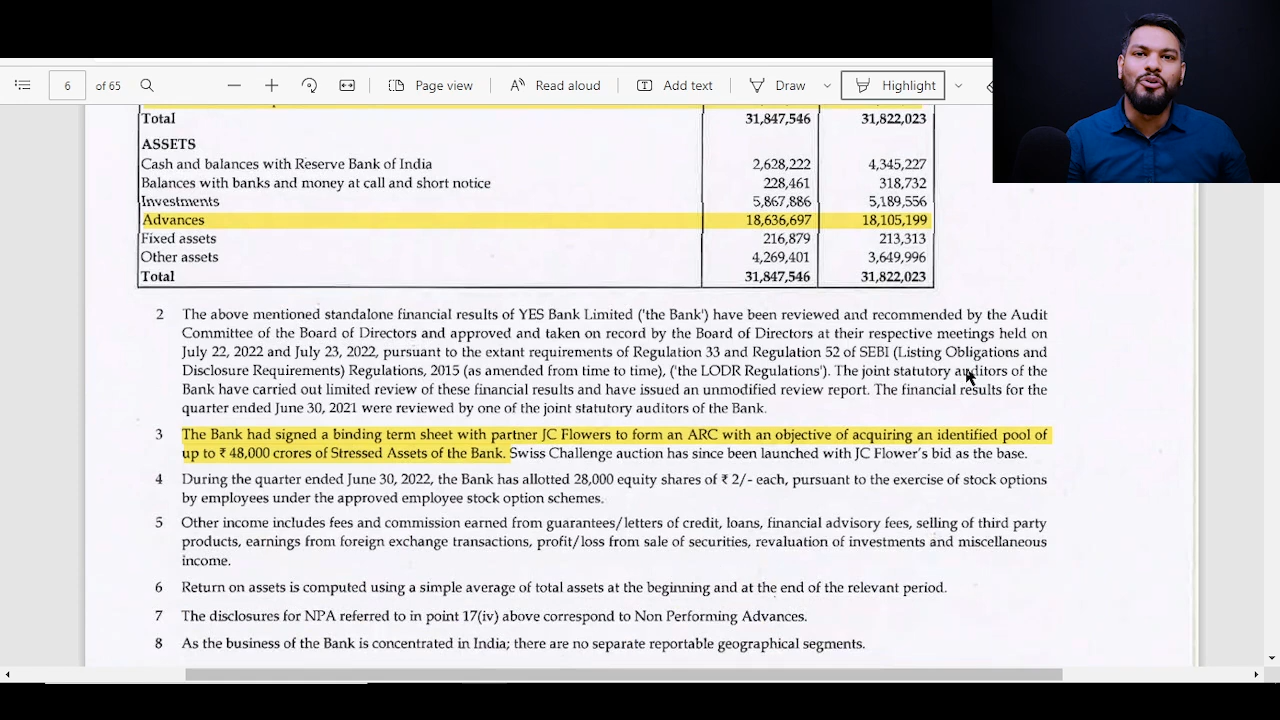 6 of 65 Page view Read aloud Add text Draw Highlight
Total 31,847,546 31,822,023
ASSETS
Cash and balances with Reserve Bank of India 2,628,222 4,345,227
Balances with banks and money at call and short notice 228,461 318,732
Investments 5,867,886 5,189,556
Advances 18,636,697 18,105,199
Fixed assets 216,879 213,313
Other assets 4,269,401 3,649,996
Total 31,847,546 31,822,023
2 The above mentioned standalone financial results of YES Bank Limited ('the Bank') have been reviewed and recommended by the Audit
Committee of the Board of Directors and approved and taken on record by the Board of Directors at their respective meetings held on
July 22, 2022 and July 23, 2022, pursuant to the extant requirements of Regulation 33 and Regulation 52 of SEBI (Listing Obligations and
Disclosure Requirements) Regulations, 2015 (as amended from time to time), ('the LODR Regulations'). The joint statutory auditors of the
Bank have carried out limited review of these financial results and have issued an unmodified review report. The financial results for the
quarter ended June 30, 2021 were reviewed by one of the joint statutory auditors of the Bank.
3 The Bank had signed a binding term sheet with partner JC Flowers to form an ARC with an objective of acquiring an identified pool of
up to ₹ 48,000 crores of Stressed Assets of the Bank. Swiss Challenge auction has since been launched with JC Flower's bid as the base.
4 During the quarter ended June 30, 2022, the Bank has allotted 28,000 equity shares of ₹ 2/- each, pursuant to the exercise of stock options
by employees under the approved employee stock option schemes.
5 Other income includes fees and commission earned from guarantees/letters of credit, loans, financial advisory fees, selling of third party
products, earnings from foreign exchange transactions, profit/loss from sale of securities, revaluation of investments and miscellaneous
income.
6 Return on assets is computed using a simple average of total assets at the beginning and at the end of the relevant period.
7 The disclosures for NPA referred to in point 17(iv) above correspond to Non Performing Advances.
8 As the business of the Bank is concentrated in India; there are no separate reportable geographical segments.